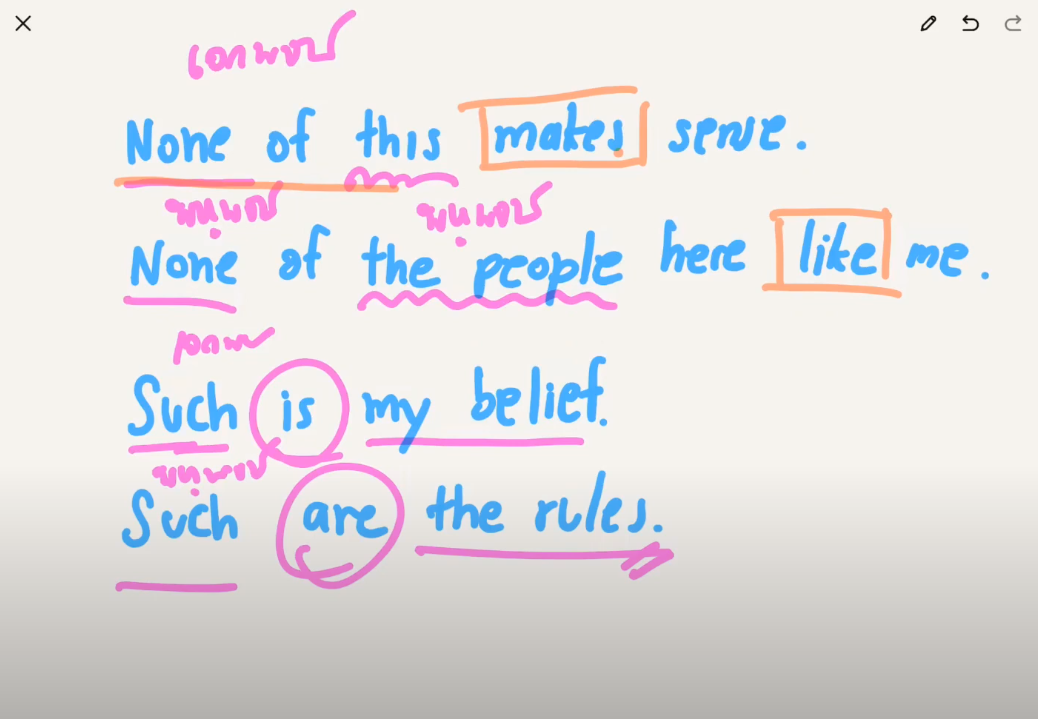 เอกพจน์
None of this makes sense.
พหูพจน์ พหูพจน์
None of the people here like me.
เอกพจน์
Such is my belief.
พหูพจน์
Such are the rules.